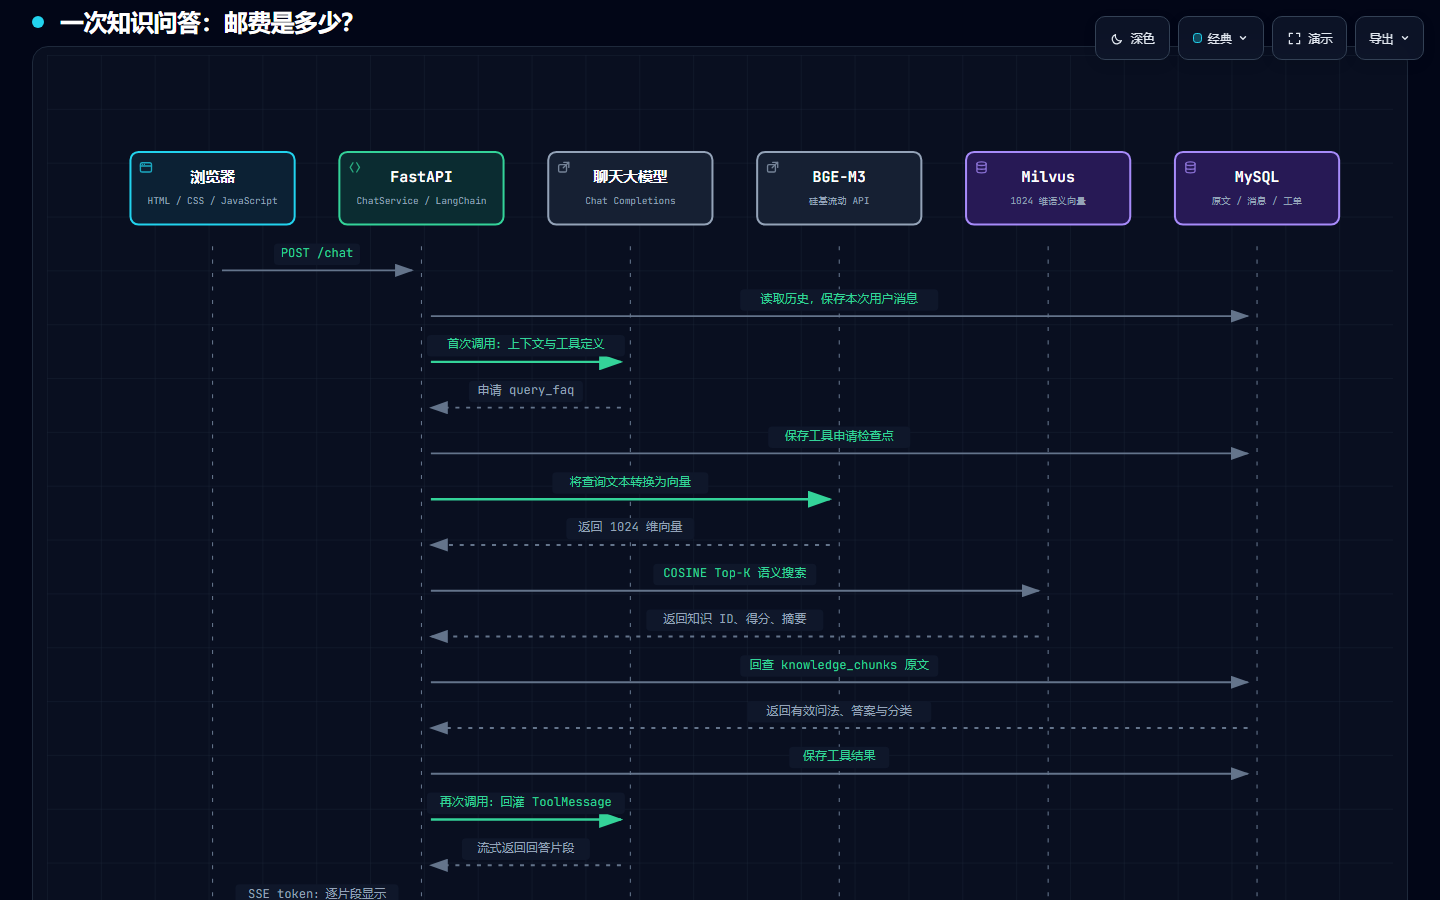 一次知识问答：邮费是多少？
深色
经典
演示
导出
浏览器
HTML / CSS / JavaScript
FastAPI
ChatService / LangChain
聊天大模型
Chat Completions
BGE-M3
硅基流动 API
Milvus
1024 维语义向量
MySQL
原文 / 消息 / 工单
POST /chat
读取历史，保存本次用户消息
首次调用：上下文与工具定义
申请 query_faq
保存工具申请检查点
将查询文本转换为向量
返回 1024 维向量
COSINE Top-K 语义搜索
返回知识 ID、得分、摘要
回查 knowledge_chunks 原文
返回有效问法、答案与分类
保存工具结果
再次调用：回灌 ToolMessage
流式返回回答片段
SSE token：逐片段显示